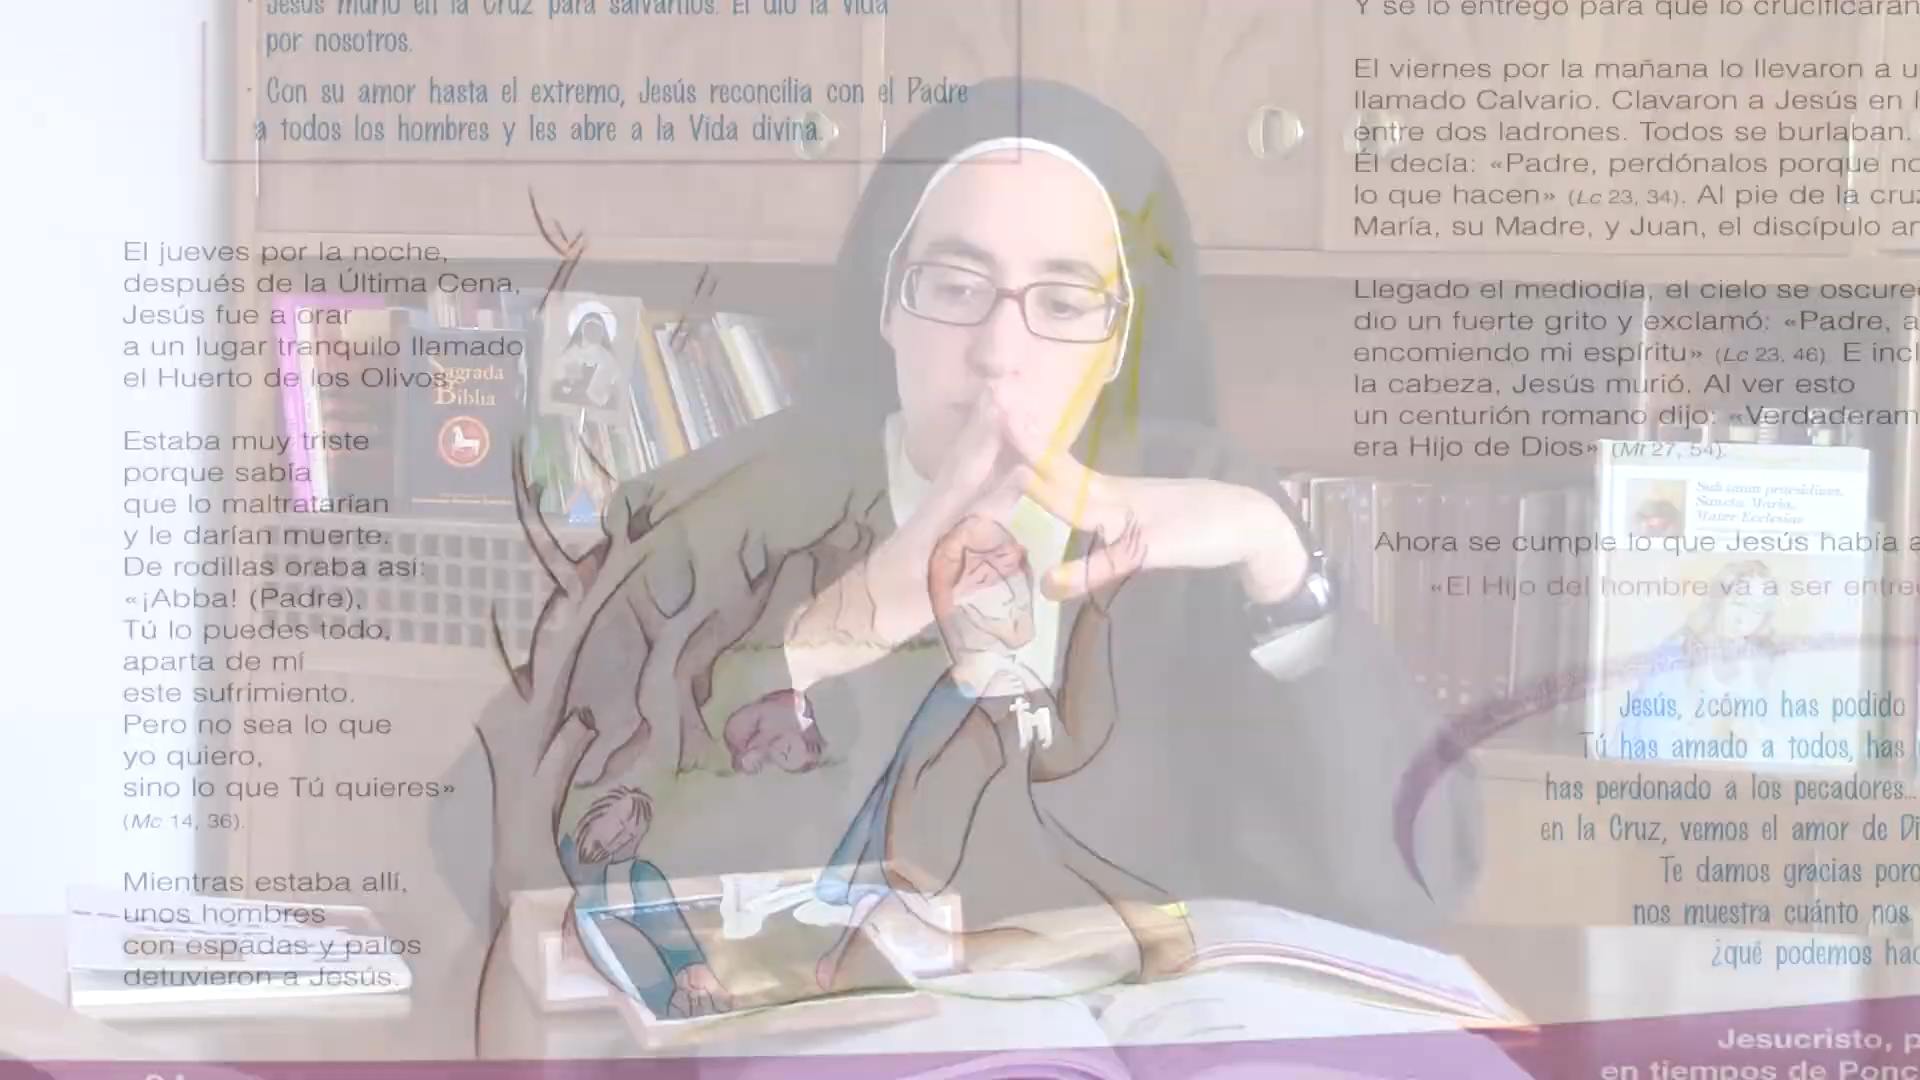 Jesús murió en la Cruz para salvarnos. Él dio la vida
por nosotros.
· Con su amor hasta el extremo, Jesús reconcilia con el Padre
a todos los hombres y les abre a la Vida divina.
El jueves por la noche,
después de la Última Cena,
Jesús fue a orar
a un lugar tranquilo llamado
el Huerto de los Olivos.
Estaba muy triste
porque sabía
que lo maltratarían
y le darían muerte.
De rodillas oraba así:
«¡Abba! (Padre),
Tú lo puedes todo,
aparta de mí
este sufrimiento.
Pero no sea lo que
yo quiero,
sino lo que Tú quieres»
(Mc 14, 36).
Mientras estaba allí,
unos hombres
con espadas y palos
detuvieron a Jesús.
Sagrada
Biblia
Y se lo entregó para que lo crucificaran
El viernes por la mañana lo llevaron a u
llamado Calvario. Clavaron a Jesús en l
entre dos ladrones. Todos se burlaban.
Él decía: «Padre, perdónalos porque no
lo que hacen» (Lc 23, 34). Al pie de la cru
María, su Madre, y Juan, el discípulo a
Llegado el mediodía, el cielo se oscure
dio un fuerte grito y exclamó: «Padre, a
encomiendo mi espíritu» (Lc 23, 46). E incl
la cabeza, Jesús murió. Al ver esto
un centurión romano dijo: «Verdaderam
era Hijo de Dios» (Mt 27, 54).
Sub tuum praesidium,
Sancta Maria,
Mater Ecclesiae
Ahora se cumple lo que Jesús había a
«El Hijo del hombre va a ser entre
Jesús, ¿cómo has podido
Tú has amado a todos, has
has perdonado a los pecadores...
en la Cruz, vemos el amor de Di
Te damos gracias porq
nos muestra cuánto nos
¿qué podemos hac
Jesucristo, p
en tiempos de Ponc